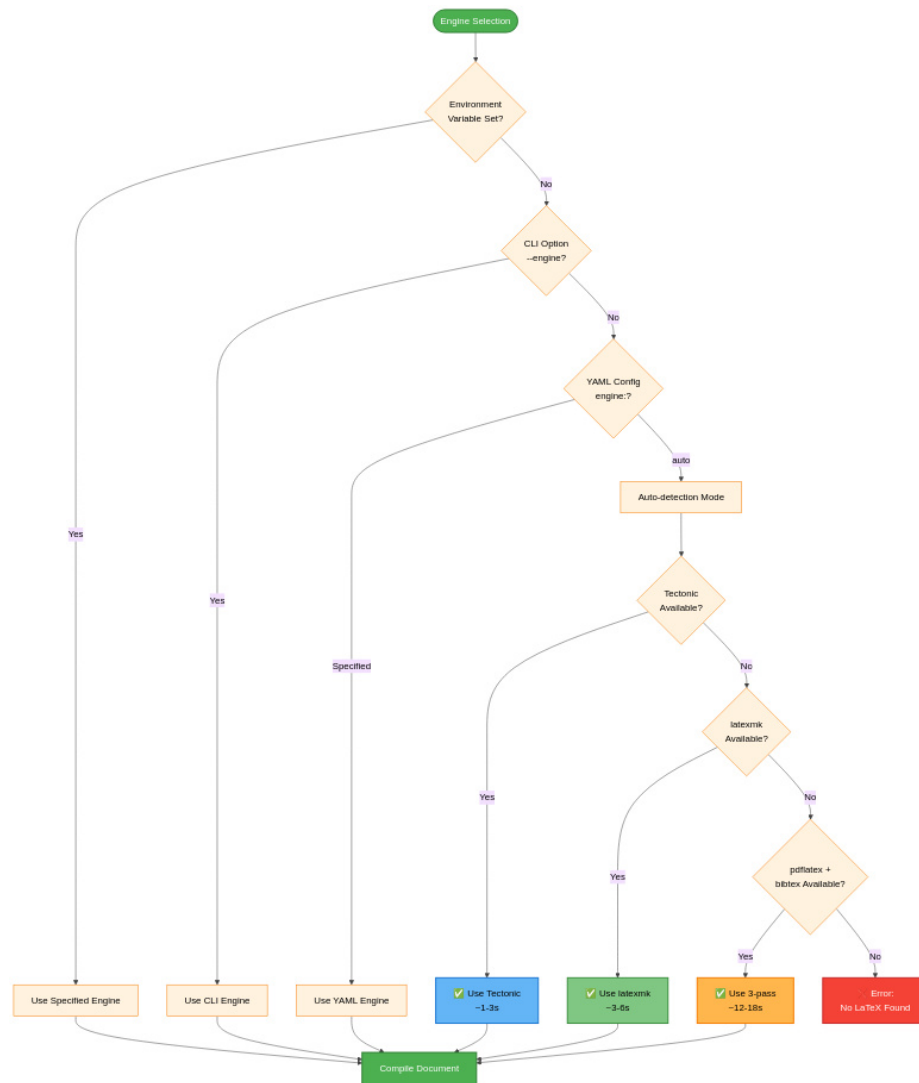 Engine Selection
Environment
Variable Set?
No
CLI Option
--engine?
No
YAML Config
engine:?
auto
Auto-detection Mode
Yes
Tectonic
Available?
Yes
Specified
No
latexmk
Available?
Yes
No
pdflatex +
bibtex Available?
Yes
Yes
No
Use Specified Engine
Use CLI Engine
Use YAML Engine
✅ Use Tectonic
~1-3s
✅ Use latexmk
~3-6s
✅ Use 3-pass
~12-18s
❌ Error:
No LaTeX Found
Compile Document